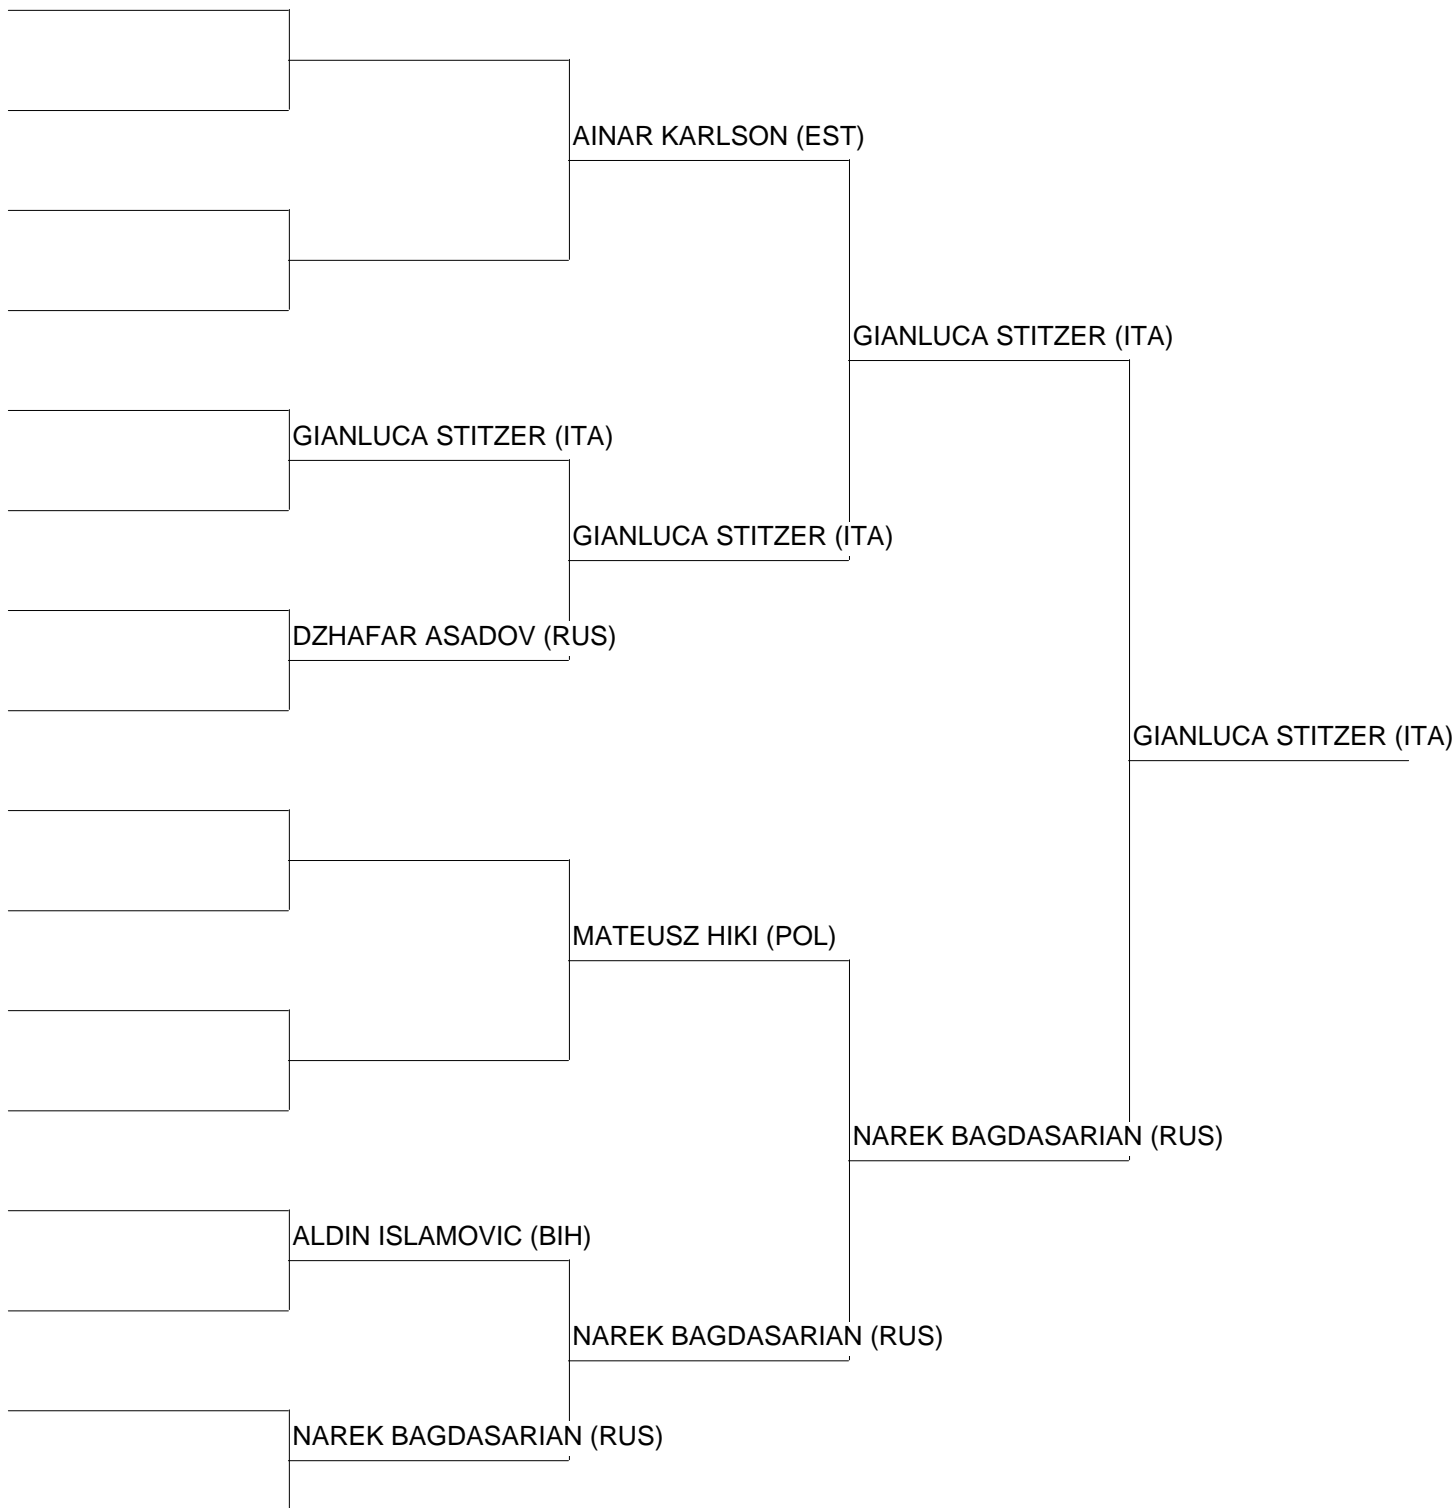 AINAR KARLSON (EST)
GIANLUCA STITZER (ITA)
GIANLUCA STITZER (ITA)
GIANLUCA STITZER (ITA)
DZHAFAR ASADOV (RUS)
GIANLUCA STITZER (ITA)
MATEUSZ HIKI (POL)
NAREK BAGDASARIAN (RUS)
ALDIN ISLAMOVIC (BIH)
NAREK BAGDASARIAN (RUS)
NAREK BAGDASARIAN (RUS)